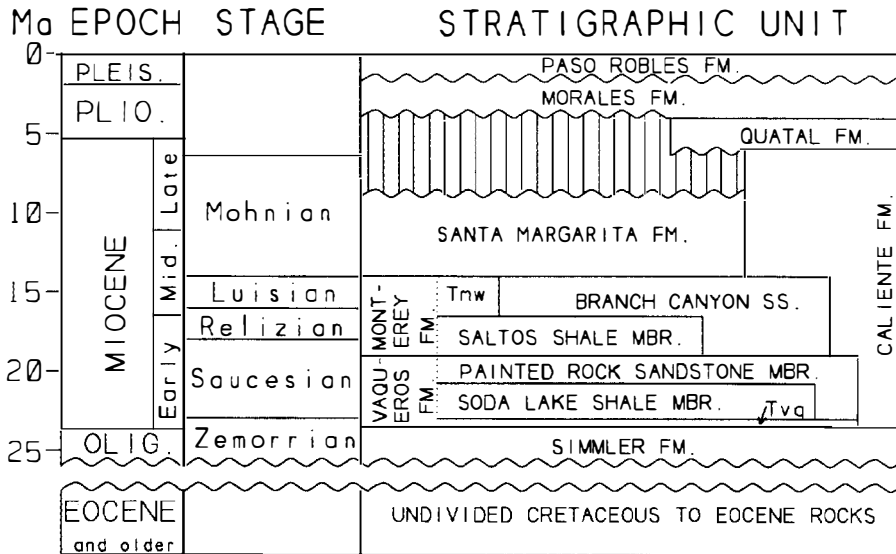 Ma EPOCH STAGE STRATIGRAPHIC UNIT
0
PASO ROBLES FM.
PLEIS.
MORALES FM.
PLIO.
5
QUATAL FM.
Late
10
Mohnian
SANTA MARGARITA FM.
Mid.
MIOCENE
CALIENTE FM.
15
Luisian
MONT-
EREY
FM.
Tmw
BRANCH CANYON SS.
Relizian
SALTOS SHALE MBR.
Early
20
Saucesian
VAQU-
EROS
FM.
PAINTED ROCK SANDSTONE MBR.
SODA LAKE SHALE MBR.
Tvq
25
OLIG.
Zemorrian
SIMMLER FM.
EOCENE
and older
UNDIVIDED CRETACEOUS TO EOCENE ROCKS